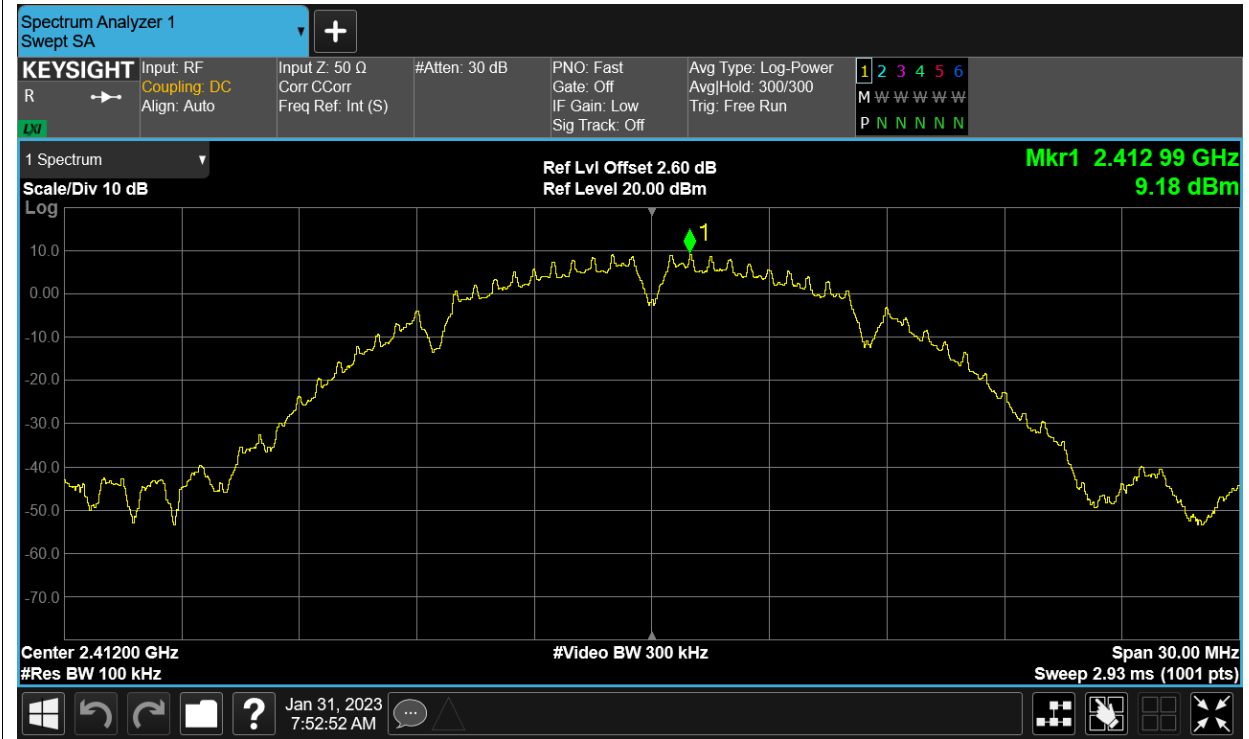 Spectrum Analyzer 1
Swept SA
KEYSIGHT
R
LXI
Input: RF
Coupling: DC
Align: Auto
Input Z: 50 Ω
Corr CCorr
Freq Ref: Int (S)
#Atten: 30 dB
PNO: Fast
Gate: Off
IF Gain: Low
Sig Track: Off
Avg Type: Log-Power
Avg|Hold: 300/300
Trig: Free Run
1 2 3 4 5 6
M W W W W W
P N N N N N
1 Spectrum
Scale/Div 10 dB
Log
Ref Lvl Offset 2.60 dB
Ref Level 20.00 dBm
Mkr1 2.412 99 GHz
9.18 dBm
1
10.0
0.00
-10.0
-20.0
-30.0
-40.0
-50.0
-60.0
-70.0
Center 2.41200 GHz
#Res BW 100 kHz
#Video BW 300 kHz
Span 30.00 MHz
Sweep 2.93 ms (1001 pts)
?
Jan 31, 2023
7:52:52 AM